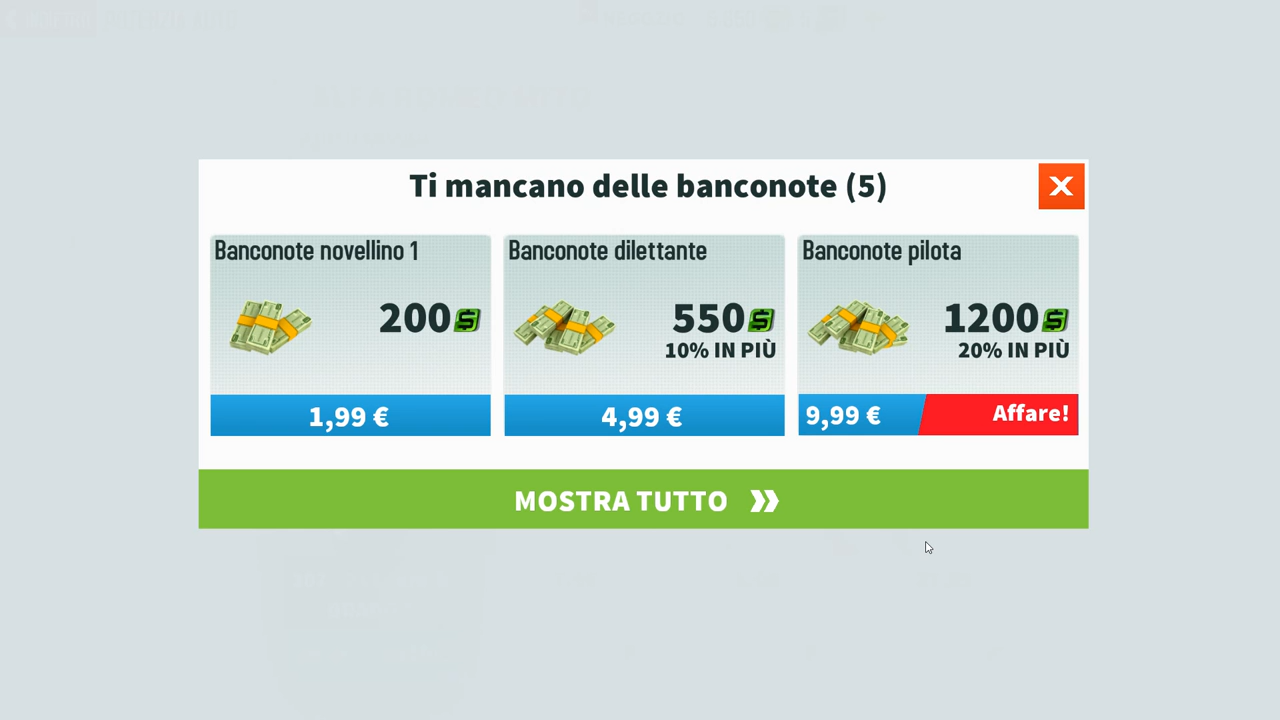 Ti mancano delle banconote (5)
Banconote novellino 1
200
1,99 €
Banconote dilettante
550
10% IN PIÙ
4,99 €
Banconote pilota
1200
20% IN PIÙ
9,99 €
Affare!
MOSTRA TUTTO